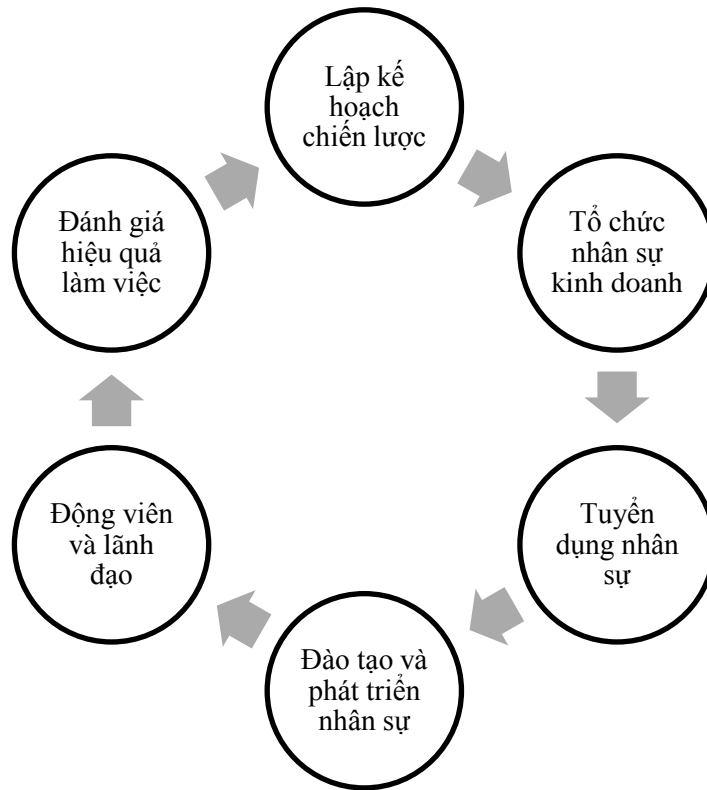 Lập kế
hoạch
chiến lược
Tổ chức
nhân sự
kinh doanh
Tuyển
dụng nhân
sự
Đào tạo và
phát triển
nhân sự
Động viên
và lãnh
đạo
Đánh giá
hiệu quả
làm việc